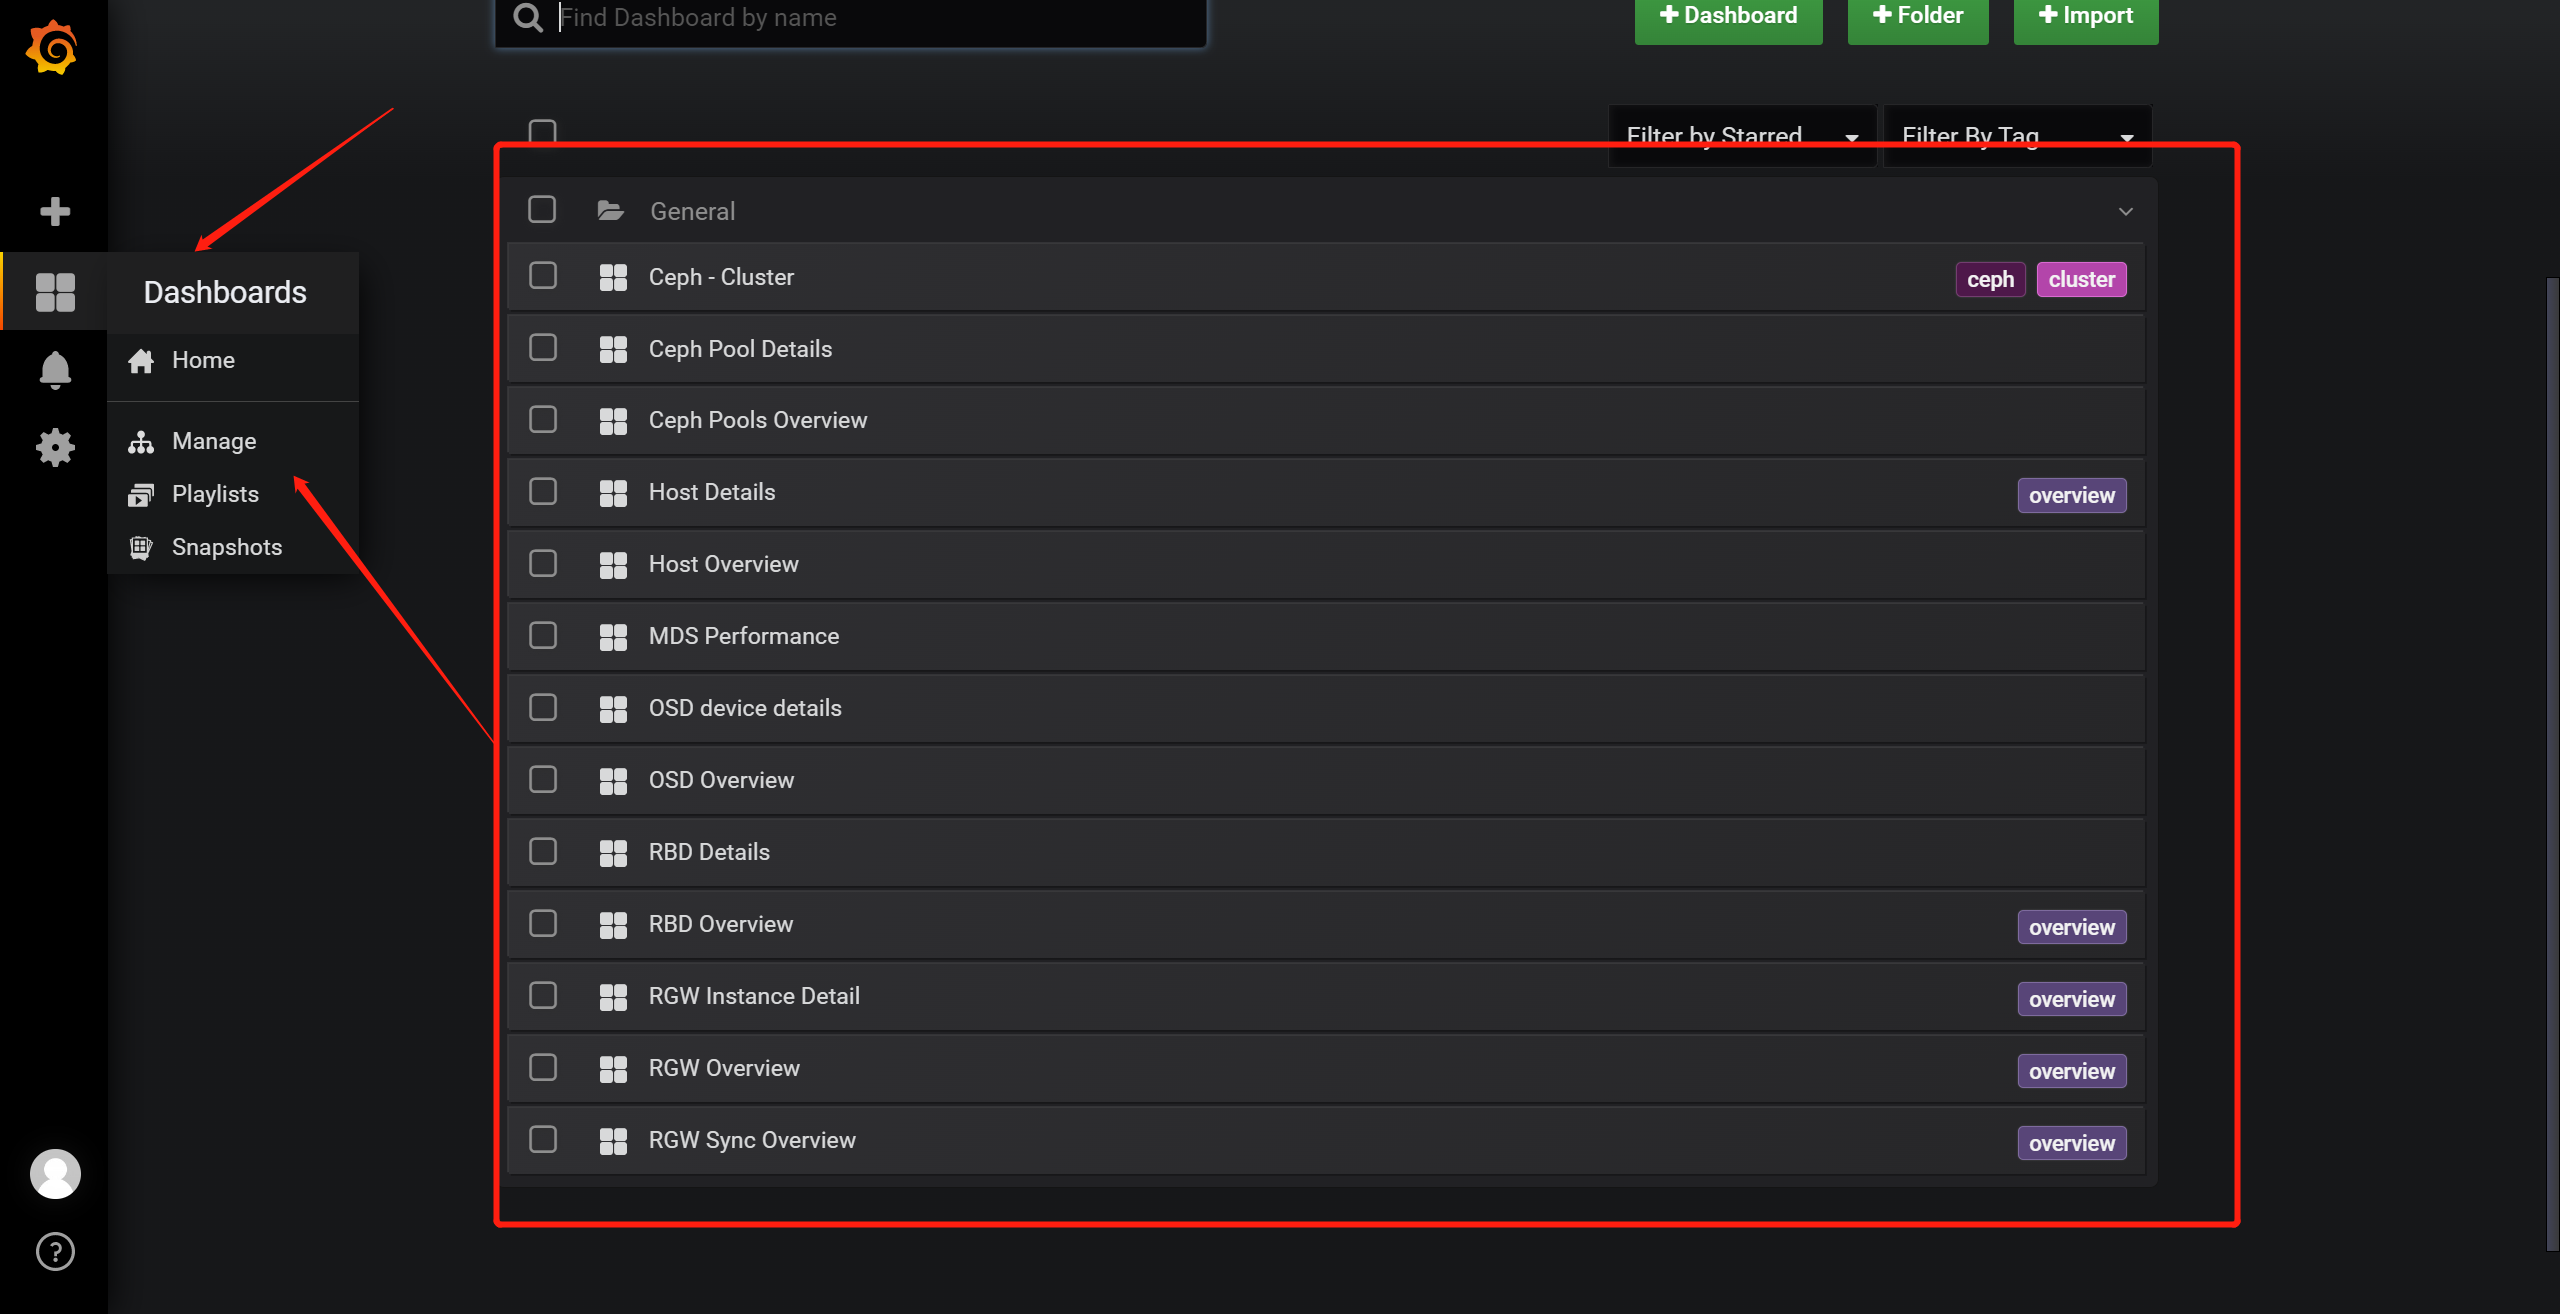 Find Dashboard by name
Dashboard
Folder
Import
Filter by Starred
Filter By Tag
General
Dashboards
Home
Manage
Playlists
Snapshots
Ceph - Cluster
ceph
cluster
Ceph Pool Details
Ceph Pools Overview
Host Details
overview
Host Overview
MDS Performance
OSD device details
OSD Overview
RBD Details
RBD Overview
overview
RGW Instance Detail
overview
RGW Overview
overview
RGW Sync Overview
overview